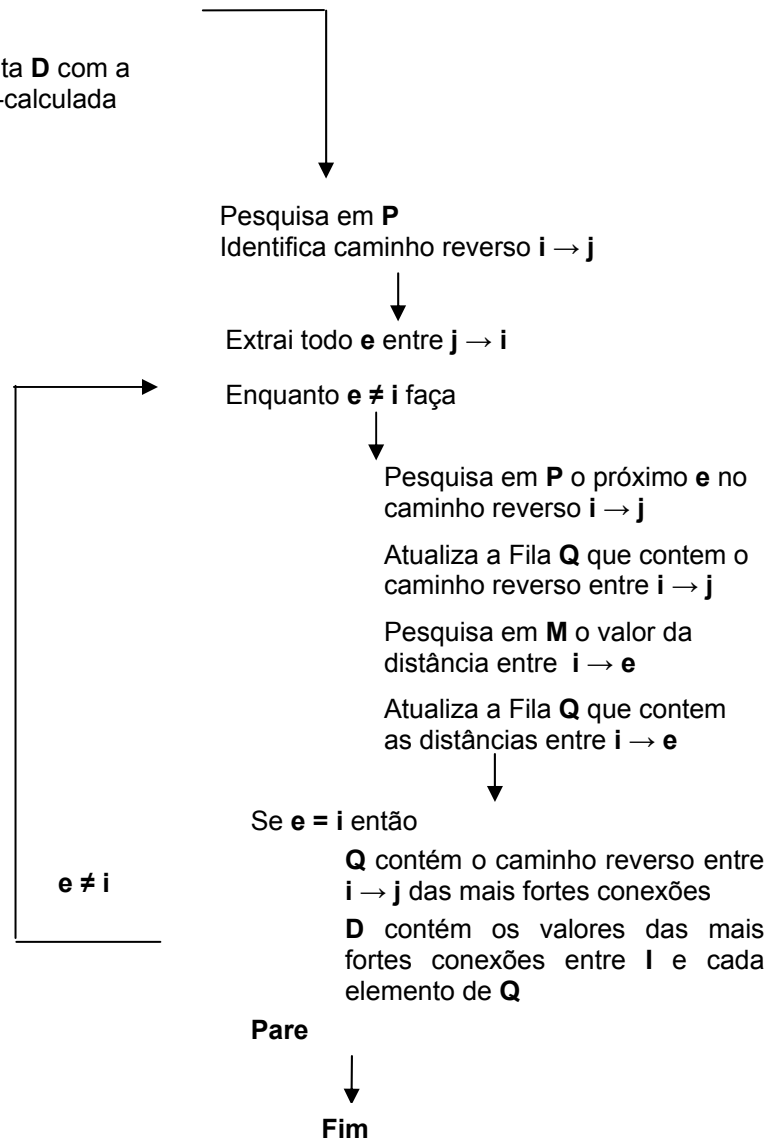 ta D com a
-calculada
Pesquisa em P
Identifica caminho reverso i → j
Extrai todo e entre j → i
Enquanto e ≠ i faça
Pesquisa em P o próximo e no
caminho reverso i → j
Atualiza a Fila Q que contem o
caminho reverso entre i → j
Pesquisa em M o valor da
distância entre i → e
Atualiza a Fila Q que contem
as distâncias entre i → e
Se e = i então
Q contém o caminho reverso entre
i → j das mais fortes conexões
e ≠ i
D contém os valores das mais
fortes conexões entre I e cada
elemento de Q
Pare
Fim